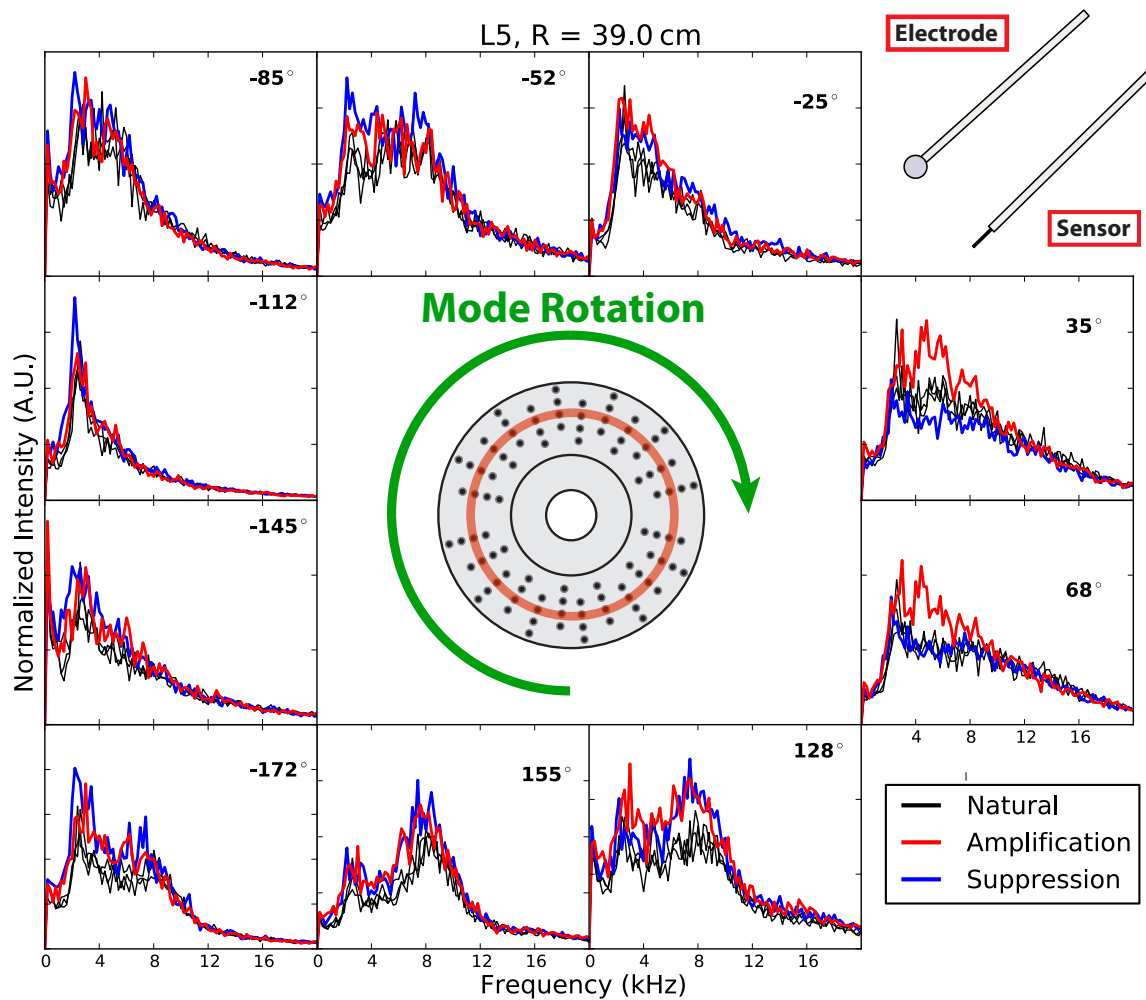 L5, R = 39.0 cm
Electrode
Sensor
-85°
-52°
-25°
-112°
Mode Rotation
35°
-145°
68°
Normalized Intensity (A.U.)
4 8 12 16
-172°
155°
128°
Natural
Amplification
Suppression
0 4 8 12 16 0 4 8 12 16 0 4 8 12 16
Frequency (kHz)